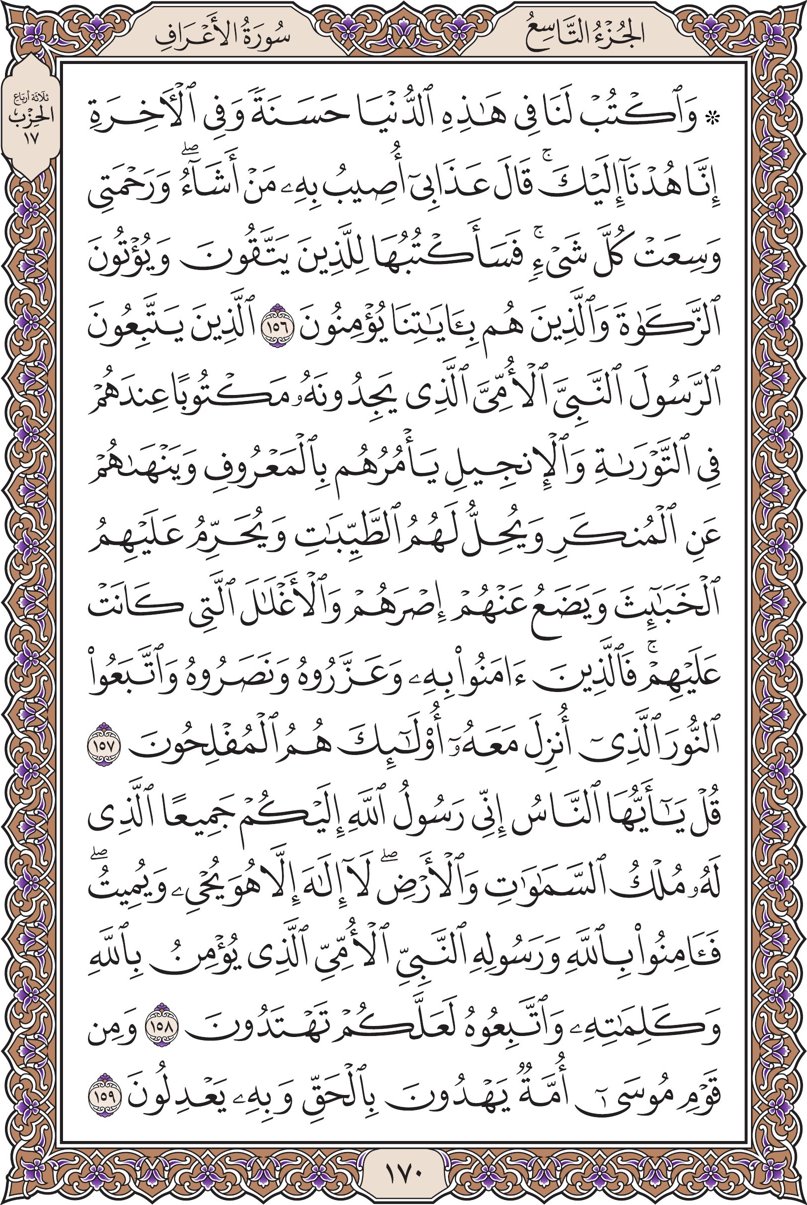 الجُزْءُ التَّاسِعُ
سُورَةُ الأَعْرَافِ
ثلاثة أرباع
الحِزْب
١٧
* وَٱكْتُبْ لَنَا فِي هَٰذِهِ ٱلدُّنْيَا حَسَنَةً وَفِي ٱلْأٓخِرَةِ
إِنَّا هُدْنَآ إِلَيْكَۚ قَالَ عَذَابِيٓ أُصِيبُ بِهِۦ مَنْ أَشَآءُۖ وَرَحْمَتِي
وَسِعَتْ كُلَّ شَيْءٖۚ فَسَأَكْتُبُهَا لِلَّذِينَ يَتَّقُونَ وَيُؤْتُونَ
ٱلزَّكَوٰةَ وَٱلَّذِينَ هُم بِـَٔايَٰتِنَا يُؤْمِنُونَ ١٥٦ ٱلَّذِينَ يَتَّبِعُونَ
ٱلرَّسُولَ ٱلنَّبِيَّ ٱلْأُمِّيَّ ٱلَّذِي يَجِدُونَهُۥ مَكْتُوبًا عِندَهُمْ
فِي ٱلتَّوْرَىٰةِ وَٱلْإِنجِيلِ يَأْمُرُهُم بِٱلْمَعْرُوفِ وَيَنْهَىٰهُمْ
عَنِ ٱلْمُنكَرِ وَيُحِلُّ لَهُمُ ٱلطَّيِّبَٰتِ وَيُحَرِّمُ عَلَيْهِمُ
ٱلْخَبَٰٓئِثَ وَيَضَعُ عَنْهُمْ إِصْرَهُمْ وَٱلْأَغْلَٰلَ ٱلَّتِي كَانَتْ
عَلَيْهِمْۚ فَٱلَّذِينَ ءَامَنُوا۟ بِهِۦ وَعَزَّرُوهُ وَنَصَرُوهُ وَٱتَّبَعُوا۟
ٱلنُّورَ ٱلَّذِيٓ أُنزِلَ مَعَهُۥٓ أُو۟لَٰٓئِكَ هُمُ ٱلْمُفْلِحُونَ ١٥٧
قُلْ يَٰٓأَيُّهَا ٱلنَّاسُ إِنِّي رَسُولُ ٱللَّهِ إِلَيْكُمْ جَمِيعًا ٱلَّذِي
لَهُۥ مُلْكُ ٱلسَّمَٰوَٰتِ وَٱلْأَرْضِۖ لَآ إِلَٰهَ إِلَّا هُوَ يُحْيِۦ وَيُمِيتُۖ
فَـَٔامِنُوا۟ بِٱللَّهِ وَرَسُولِهِ ٱلنَّبِيِّ ٱلْأُمِّيِّ ٱلَّذِي يُؤْمِنُ بِٱللَّهِ
وَكَلِمَٰتِهِۦ وَٱتَّبِعُوهُ لَعَلَّكُمْ تَهْتَدُونَ ١٥٨ وَمِن
قَوْمِ مُوسَىٰٓ أُمَّةٌ يَهْدُونَ بِٱلْحَقِّ وَبِهِۦ يَعْدِلُونَ ١٥٩
١٧٠